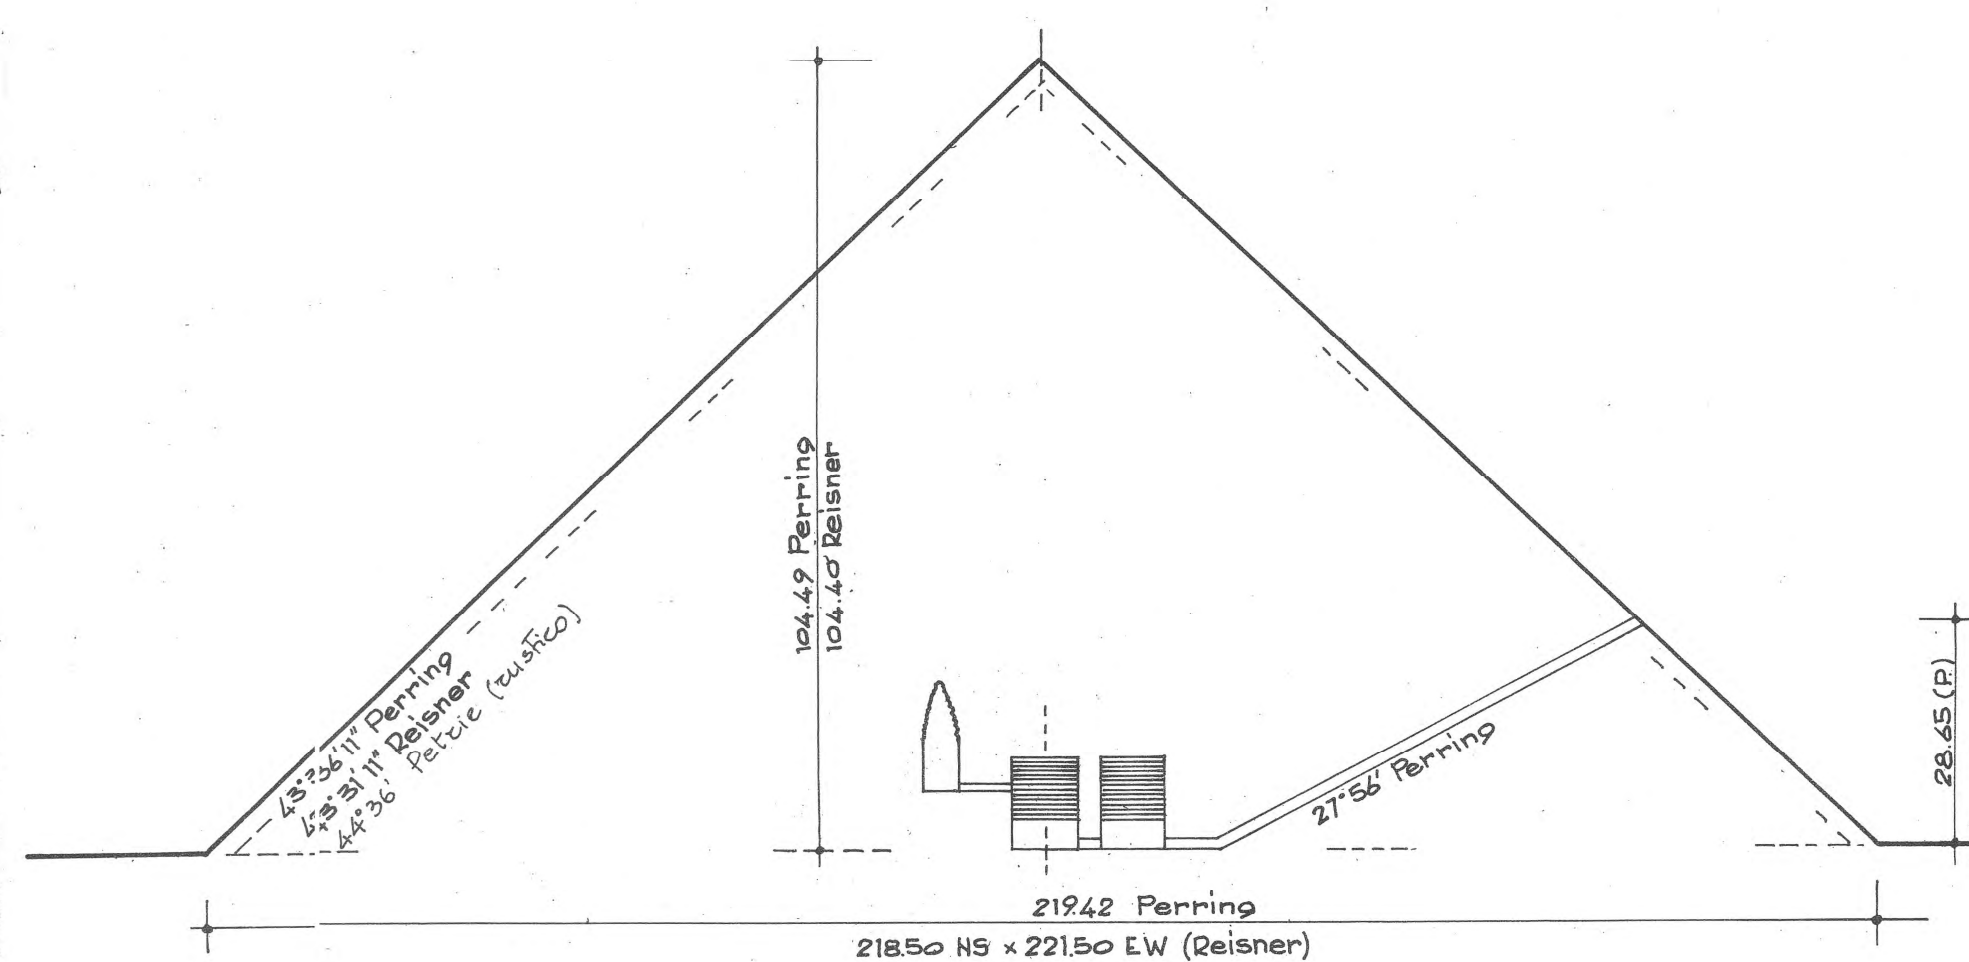 104.49 Perring
104.40 Reisner
43°36'11" Perring
43°31'11" Reisner
44°36' Petrie (rustico)
27°56' Perring
28.65 (P.)
219.42 Perring
218.50 NS x 221.50 EW (Reisner)